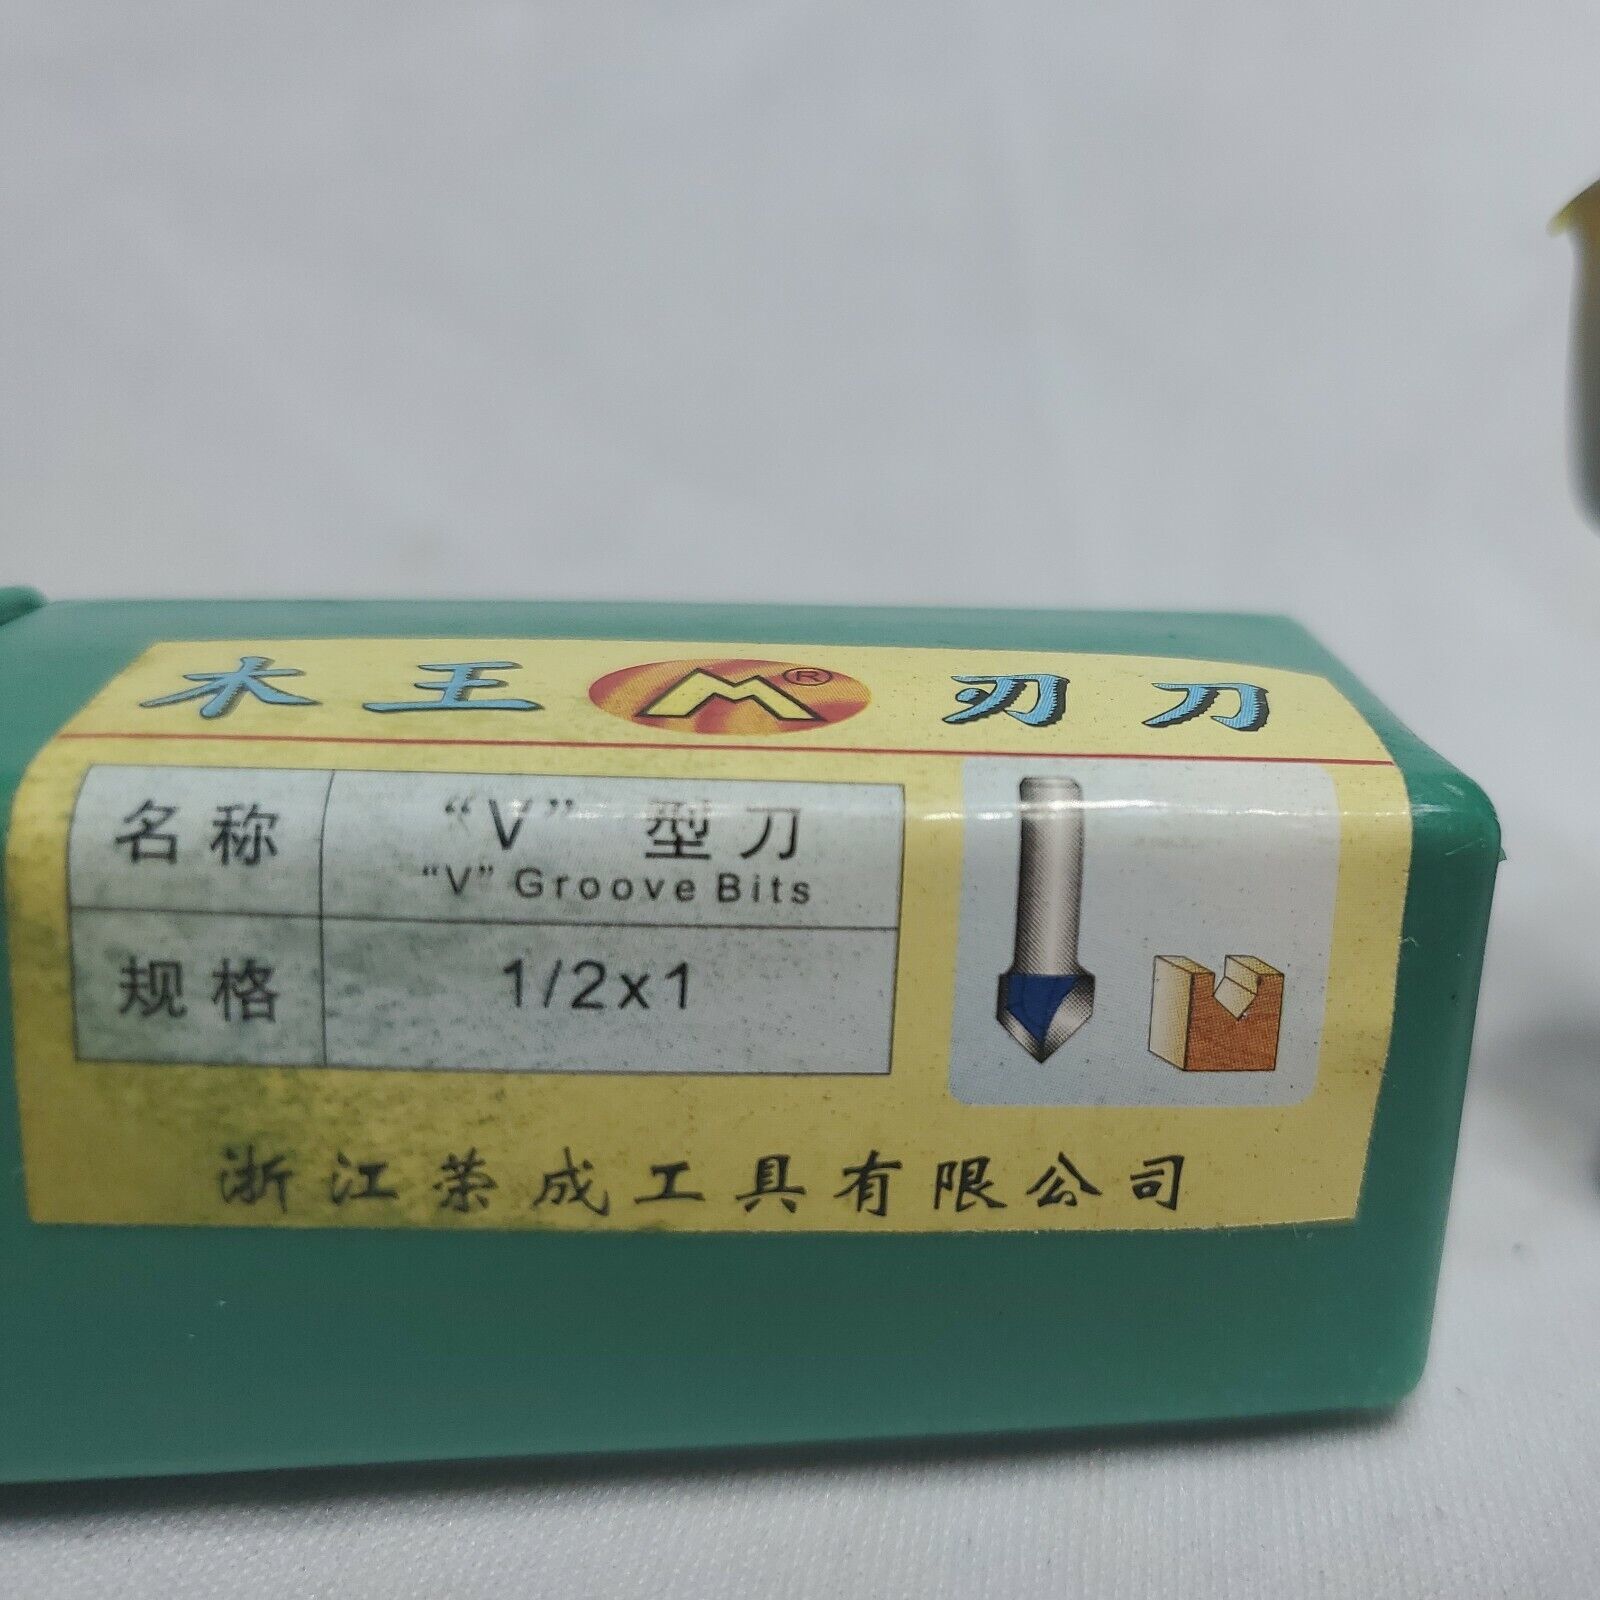 木王 M® 刃刀
名称 “V” 型刀
“V” Groove Bits
规格 1/2x1
浙江荣成工具有限公司